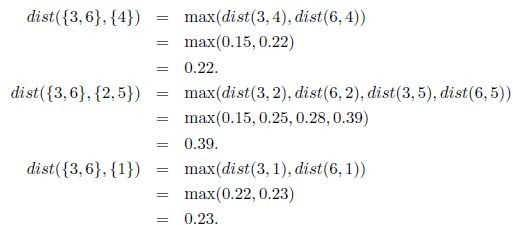 dist({3, 6}, {4}) = max(dist(3, 4), dist(6, 4))
= max(0.15, 0.22)
= 0.22.
dist({3, 6}, {2, 5}) = max(dist(3, 2), dist(6, 2), dist(3, 5), dist(6, 5))
= max(0.15, 0.25, 0.28, 0.39)
= 0.39.
dist({3, 6}, {1}) = max(dist(3, 1), dist(6, 1))
= max(0.22, 0.23)
= 0.23.